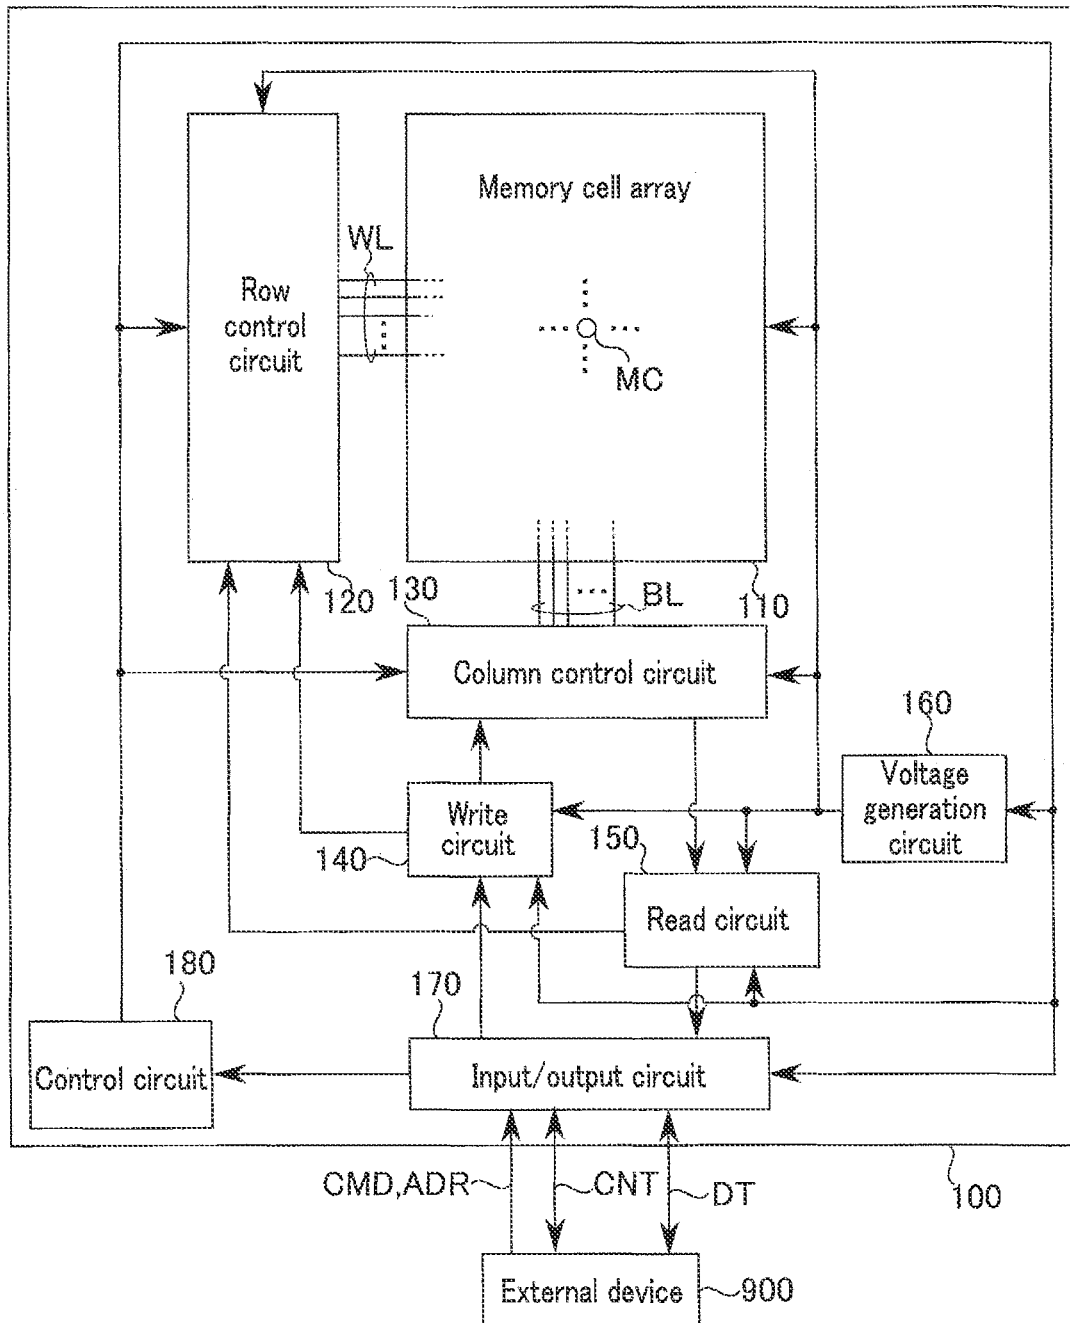 Memory cell array
WL
Row
control
circuit
MC
120
130
BL
110
Column control circuit
160
Voltage
generation
circuit
Write
circuit
140
150
Read circuit
180
170
Control circuit
Input/output circuit
CMD,ADR
CNT
DT
100
External device
900